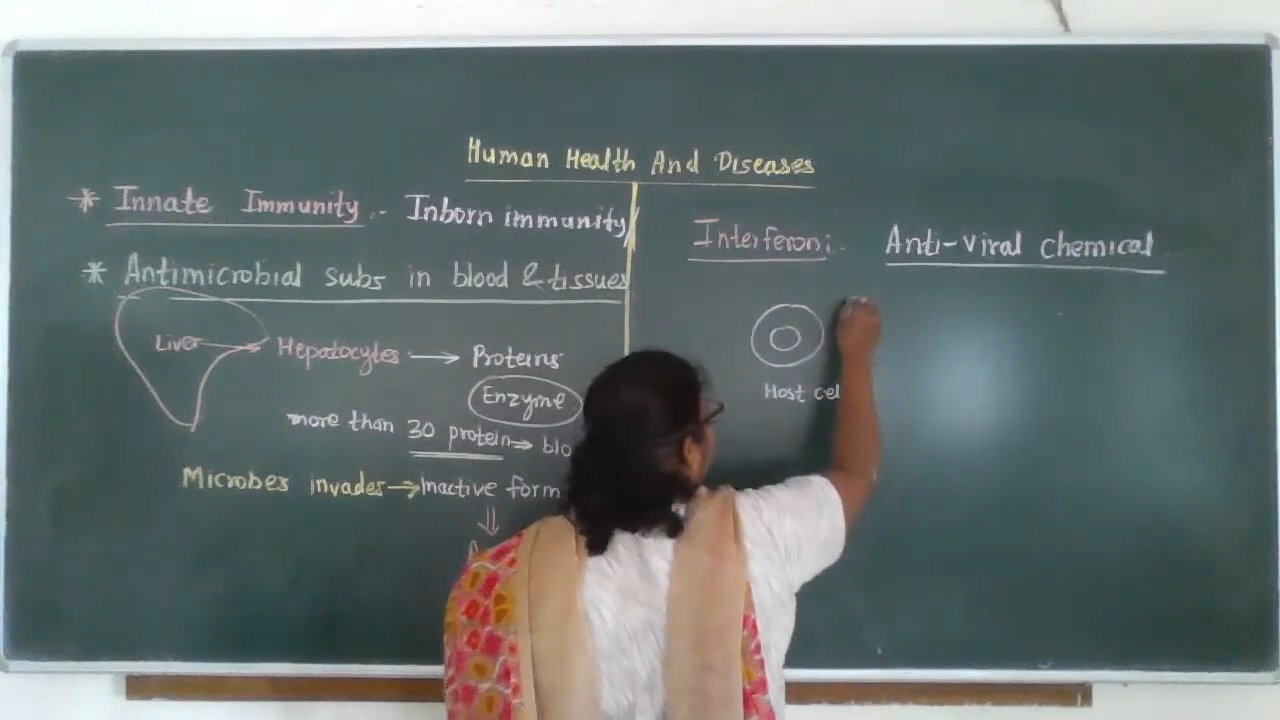 Human Health And Diseases
* Innate Immunity :- Inborn immunity
* Antimicrobial subs in blood & tissues
Liver → Hepatocytes → Proteins
Enzyme
more than 30 protein → blo
Microbes invades → Inactive form
⇓
A
Interferon :- Anti-Viral chemical
Host cel